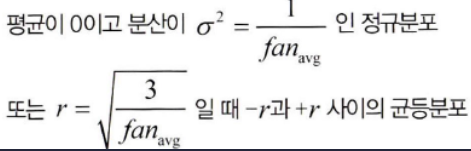 평균이 0이고 분산이 σ² = 1/fan_avg 인 정규분포
또는 r = √(3/fan_avg) 일 때 −r과 +r 사이의 균등분포